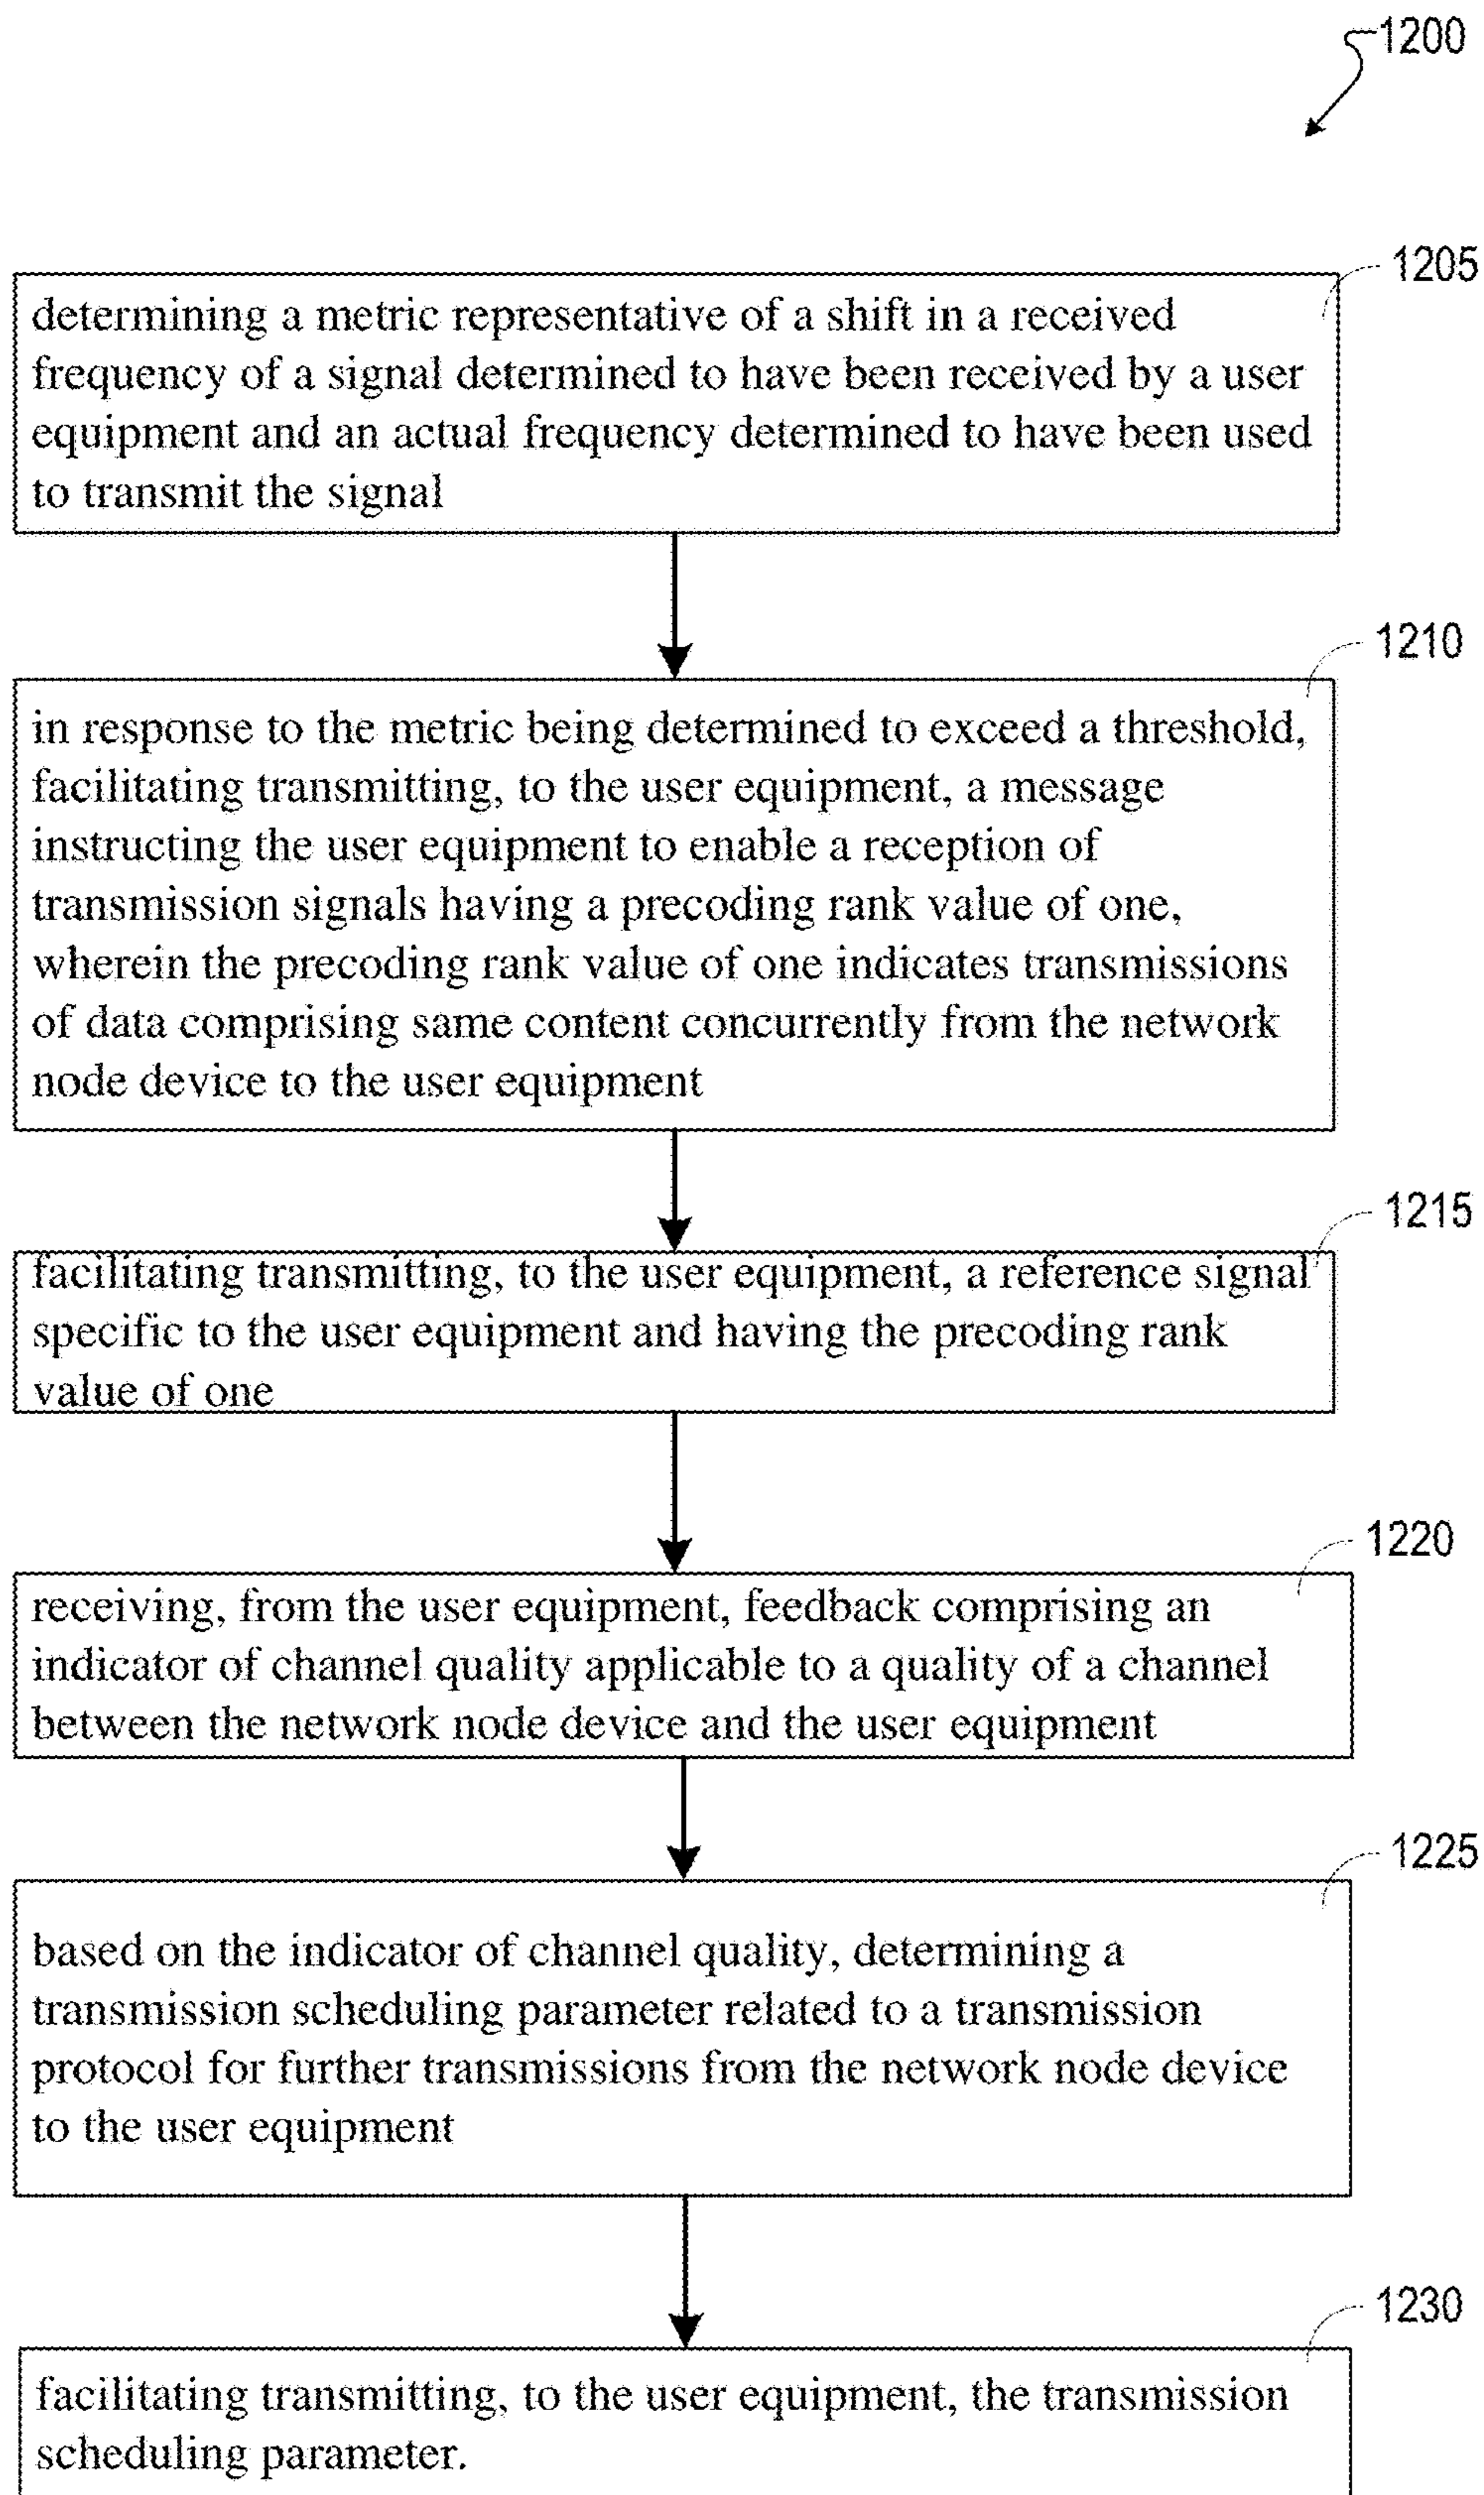 1200
1205
determining a metric representative of a shift in a received
frequency of a signal determined to have been received by a user
equipment and an actual frequency determined to have been used
to transmit the signal
1210
in response to the metric being determined to exceed a threshold,
facilitating transmitting, to the user equipment, a message
instructing the user equipment to enable a reception of
transmission signals having a precoding rank value of one,
wherein the precoding rank value of one indicates transmissions
of data comprising same content concurrently from the network
node device to the user equipment
1215
facilitating transmitting, to the user equipment, a reference signal
specific to the user equipment and having the precoding rank
value of one
1220
receiving, from the user equipment, feedback comprising an
indicator of channel quality applicable to a quality of a channel
between the network node device and the user equipment
1225
based on the indicator of channel quality, determining a
transmission scheduling parameter related to a transmission
protocol for further transmissions from the network node device
to the user equipment
1230
facilitating transmitting, to the user equipment, the transmission
scheduling parameter.